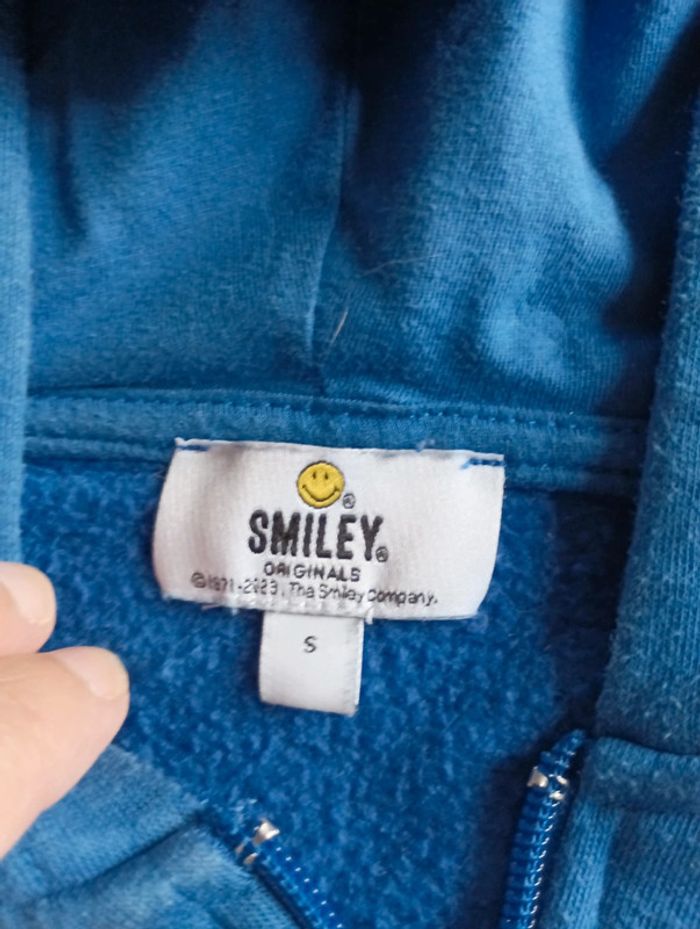 ®
SMILEY®
ORIGINALS
©1971-2023, The Smiley Company.
S